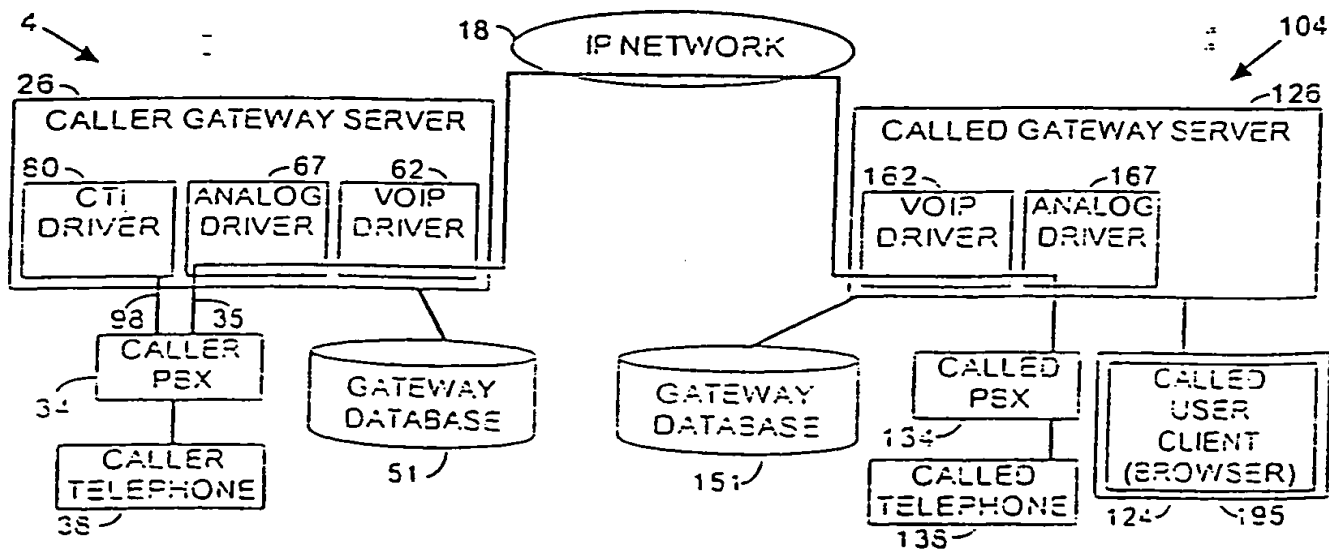 4
18
IP NETWORK
104
26
CALLER GATEWAY SERVER
80
CTI
DRIVER
67
ANALOG
DRIVER
62
VOIP
DRIVER
126
CALLED GATEWAY SERVER
162
VOIP
DRIVER
167
ANALOG
DRIVER
98
35
CALLER
PBX
34
CALLER
TELEPHONE
38
GATEWAY
DATABASE
51
GATEWAY
DATABASE
151
CALLED
PBX
134
CALLED
TELEPHONE
138
CALLED
USER
CLIENT
(BROWSER)
124
195